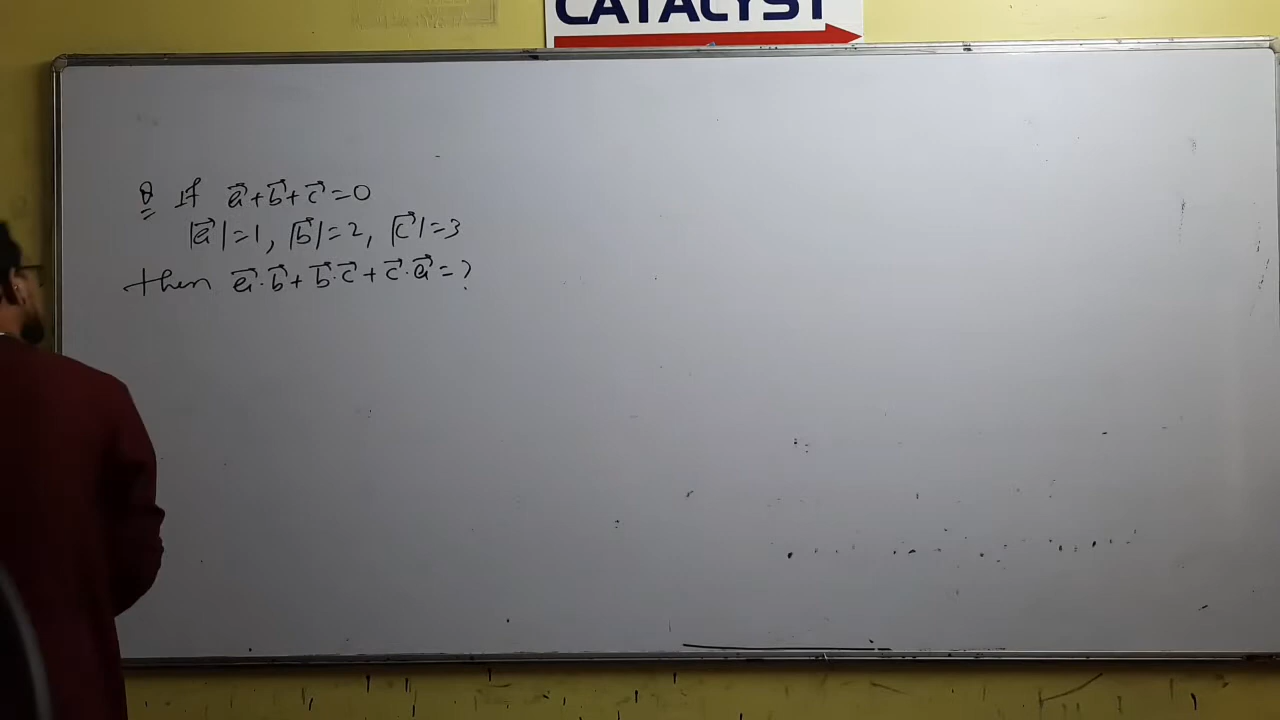 CATALYST
Q If a⃗+b⃗+c⃗=0
|a⃗|=1, |b⃗|=2, |c⃗|=3
then a⃗.b⃗+b⃗.c⃗+c⃗.a⃗=?